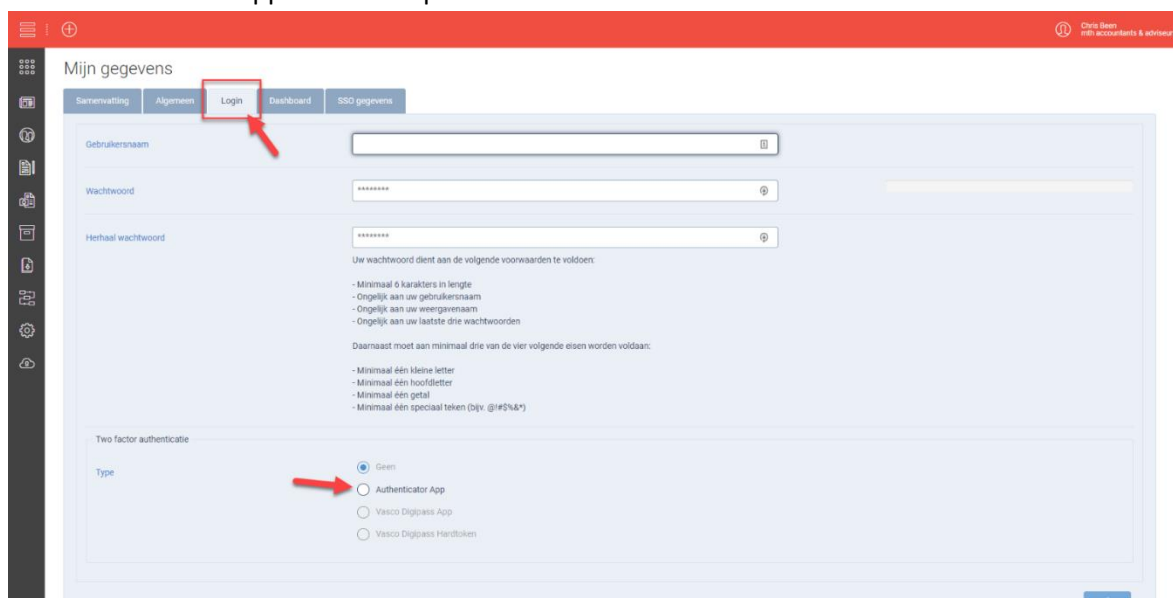 Chris Been
mth accountants & adviseur
Mijn gegevens
Samenvatting Algemeen Login Dashboard SSO gegevens
Gebruikersnaam
Wachtwoord ********
Herhaal wachtwoord ********
Uw wachtwoord dient aan de volgende voorwaarden te voldoen:
- Minimaal 6 karakters in lengte
- Ongelijk aan uw gebruikersnaam
- Ongelijk aan uw weergavenaam
- Ongelijk aan uw laatste drie wachtwoorden
Daarnaast moet aan minimaal drie van de vier volgende eisen worden voldaan:
- Minimaal één kleine letter
- Minimaal één hoofdletter
- Minimaal één getal
- Minimaal één speciaal teken (bijv. @!#$%&*)
Two factor authenticatie
Type
Geen
Authenticator App
Vasco Digipass App
Vasco Digipass Hardtoken